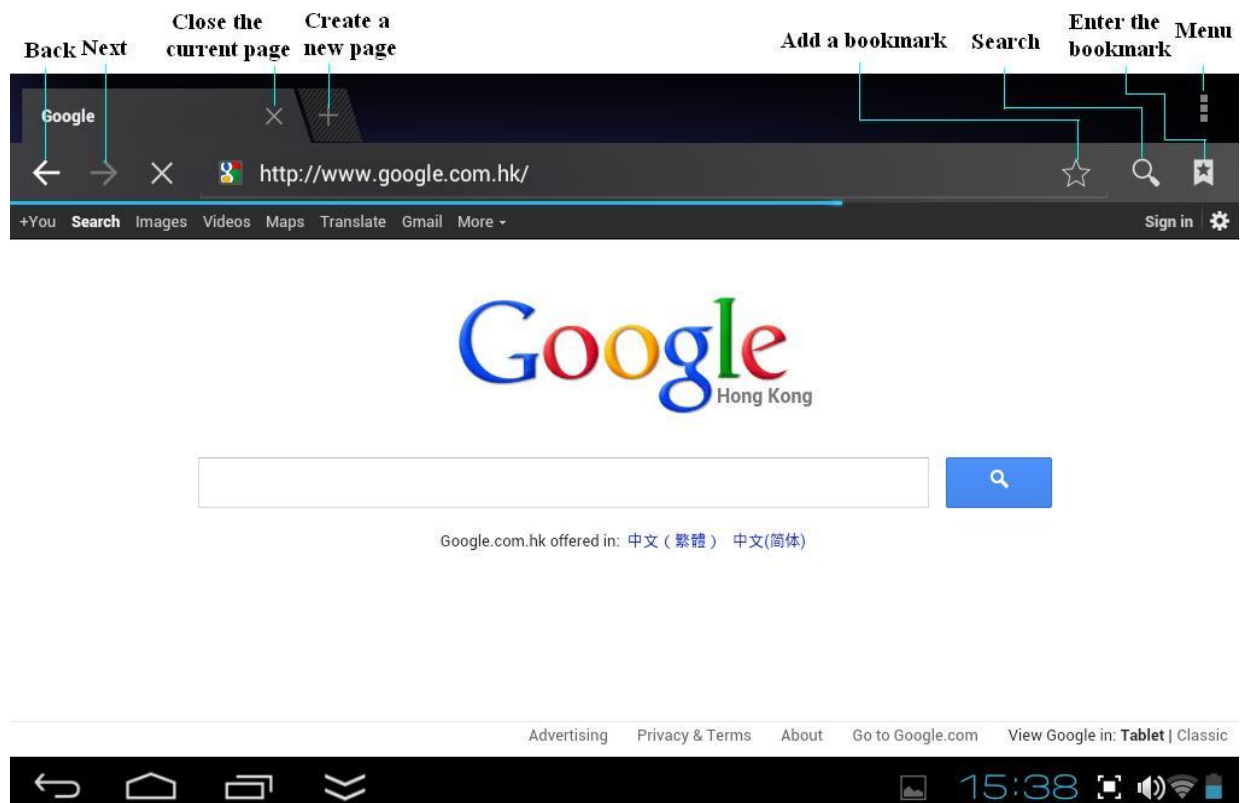 Close the Create a
Back Next current page new page
Add a bookmark Search Enter the bookmark Menu
Google
http://www.google.com.hk/
+You Search Images Videos Maps Translate Gmail More
Sign in
Google
Hong Kong
Google.com.hk offered in: 中文（繁體） 中文(简体)
Advertising Privacy & Terms About Go to Google.com View Google in: Tablet | Classic
15:38